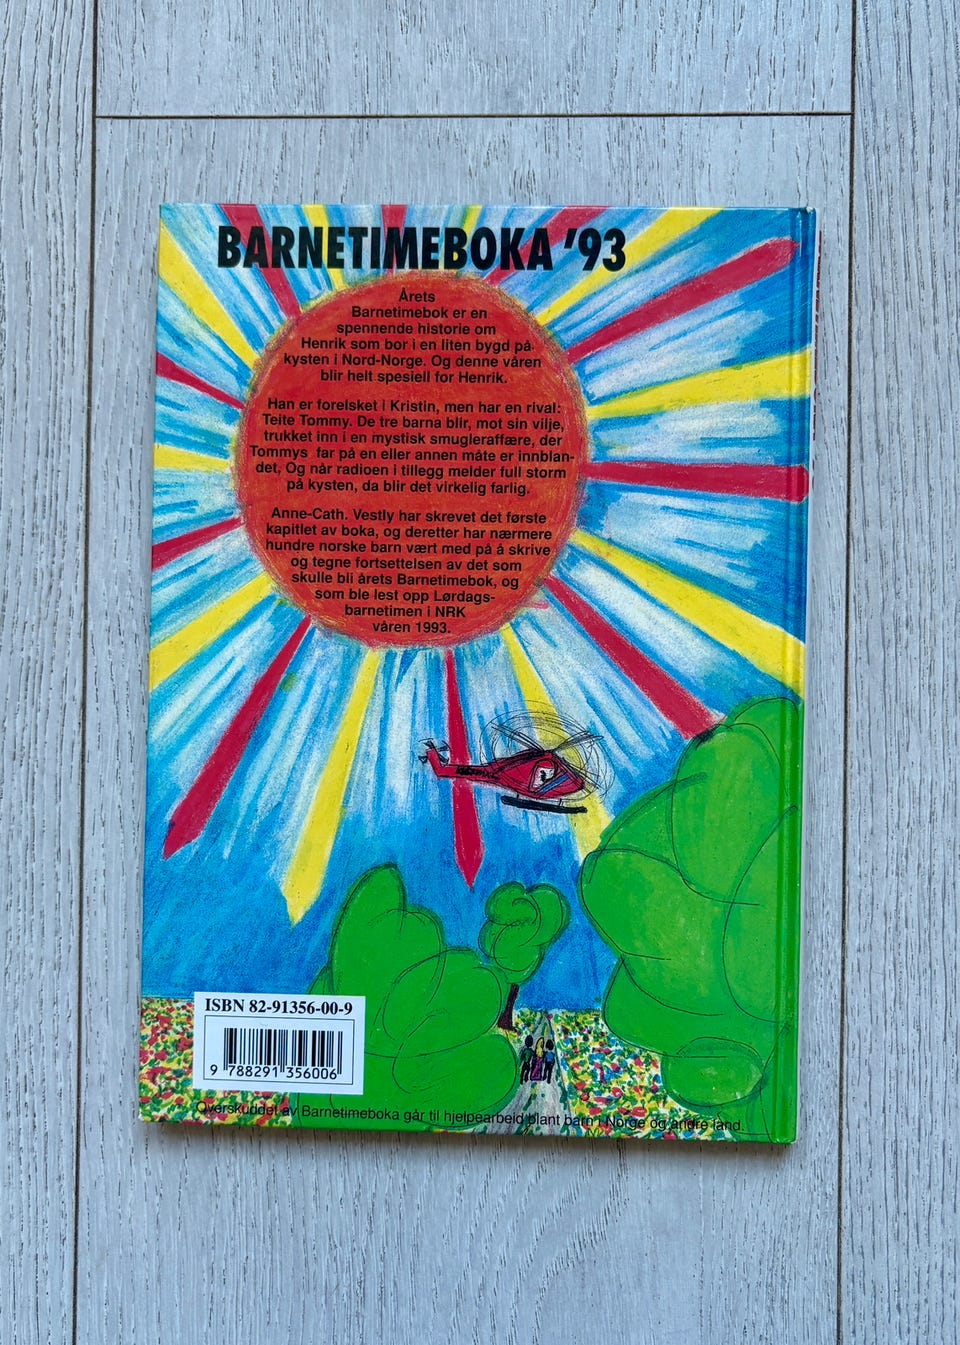 BARNETIMEBOKA '93
Årets
Barnetimebok er en
spennende historie om
Henrik som bor i en liten bygd på
kysten i Nord-Norge. Og denne våren
blir helt spesiell for Henrik.
Han er forelsket i Kristin, men har en rival:
Teite Tommy. De tre barna blir, mot sin vilje,
trukket inn i en mystisk smugleraffære, der
Tommys far på en eller annen måte er innblan-
det, Og når radioen i tillegg melder full storm
på kysten, da blir det virkelig farlig.
Anne-Cath. Vestly har skrevet det første
kapitlet av boka, og deretter har nærmere
hundre norske barn vært med på å skrive
og tegne fortsettelsen av det som
skulle bli årets Barnetimebok, og
som ble lest opp Lørdags-
barnetimen i NRK
våren 1993.
ISBN 82-91356-00-9
9 788291 356006
Overskuddet av Barnetimeboka går til hjelpearbeid blant barn i Norge og andre land.